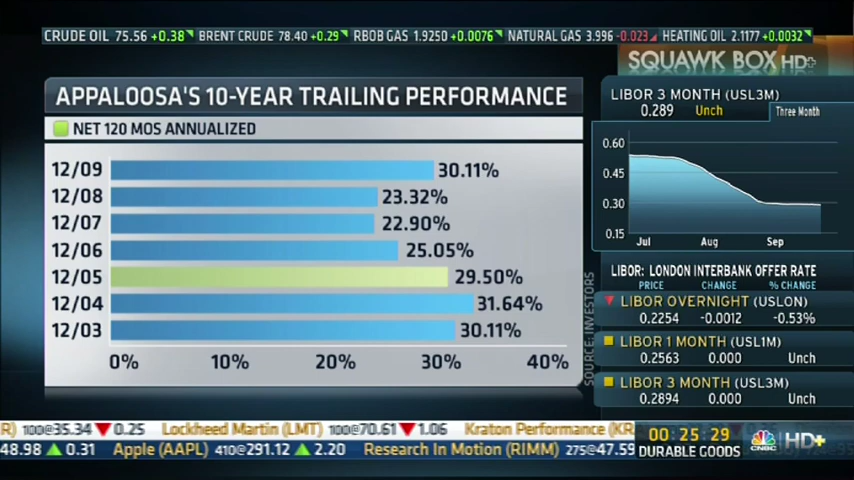 CRUDE OIL 75.56 +0.38 BRENT CRUDE 78.40 +0.29 RBOB GAS 1.9250 +0.0076 NATURAL GAS 3.996 -0.023 HEATING OIL 2.1177 +0.0032
SQUAWK BOX HD+
APPALOOSA'S 10-YEAR TRAILING PERFORMANCE
NET 120 MOS ANNUALIZED
12/09 30.11%
12/08 23.32%
12/07 22.90%
12/06 25.05%
12/05 29.50%
12/04 31.64%
12/03 30.11%
0% 10% 20% 30% 40%
SOURCE: INVESTORS
LIBOR 3 MONTH (USL3M)
0.289 Unch
Three Month
0.60
0.45
0.30
0.15
Jul Aug Sep
LIBOR: LONDON INTERBANK OFFER RATE
PRICE CHANGE % CHANGE
LIBOR OVERNIGHT (USLON)
0.2254 -0.0012 -0.53%
LIBOR 1 MONTH (USL1M)
0.2563 0.000 Unch
LIBOR 3 MONTH (USL3M)
0.2894 0.000 Unch
R) 100@35.34 0.25 Lockheed Martin (LMT) 100@70.61 1.06 Kraton Performance (KR
48.98 0.31 Apple (AAPL) 410@291.12 2.20 Research In Motion (RIMM) 275@47.59
00:25:29
DURABLE GOODS
CNBC HD+